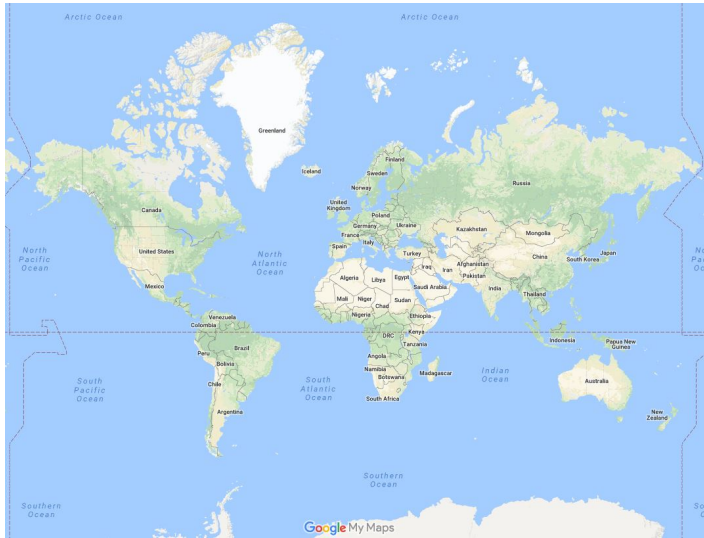 Arctic Ocean
Arctic Ocean
Greenland
Iceland
Finland
Sweden
Norway
Russia
Canada
United
Kingdom
Poland
Germany
Ukraine
France
Kazakhstan
Mongolia
Italy
Spain
Turkey
United States
North
Pacific
Ocean
North
Atlantic
Ocean
Afghanistan
China
Japan
South Korea
Iraq
Iran
Pakistan
Algeria
Libya
Egypt
Saudi Arabia
India
Mexico
Mali
Niger
Chad
Sudan
Thailand
Nigeria
Ethiopia
Venezuela
Colombia
DRC
Kenya
Tanzania
Indonesia
Papua New
Guinea
Peru
Brazil
Bolivia
Angola
Namibia
Botswana
Madagascar
Indian
Ocean
Australia
South
Pacific
Ocean
Chile
South
Atlantic
Ocean
South Africa
Argentina
New
Zealand
Southern
Ocean
Southern
Ocean
Google My Maps